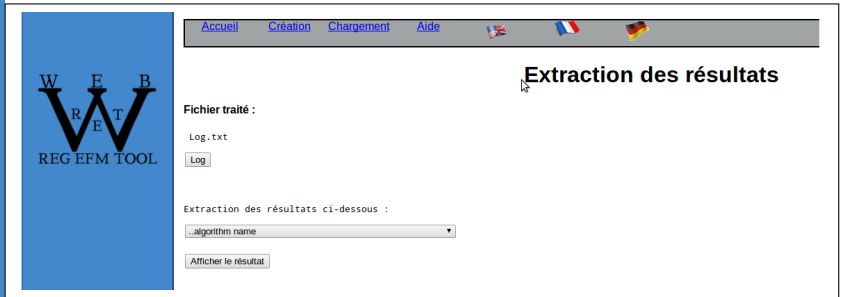 Accueil Création Chargement Aide
W E B
R E T
REG EFM TOOL
Extraction des résultats
Fichier traité :
Log.txt
Log
Extraction des résultats ci-dessous :
..algorithm name
Afficher le résultat